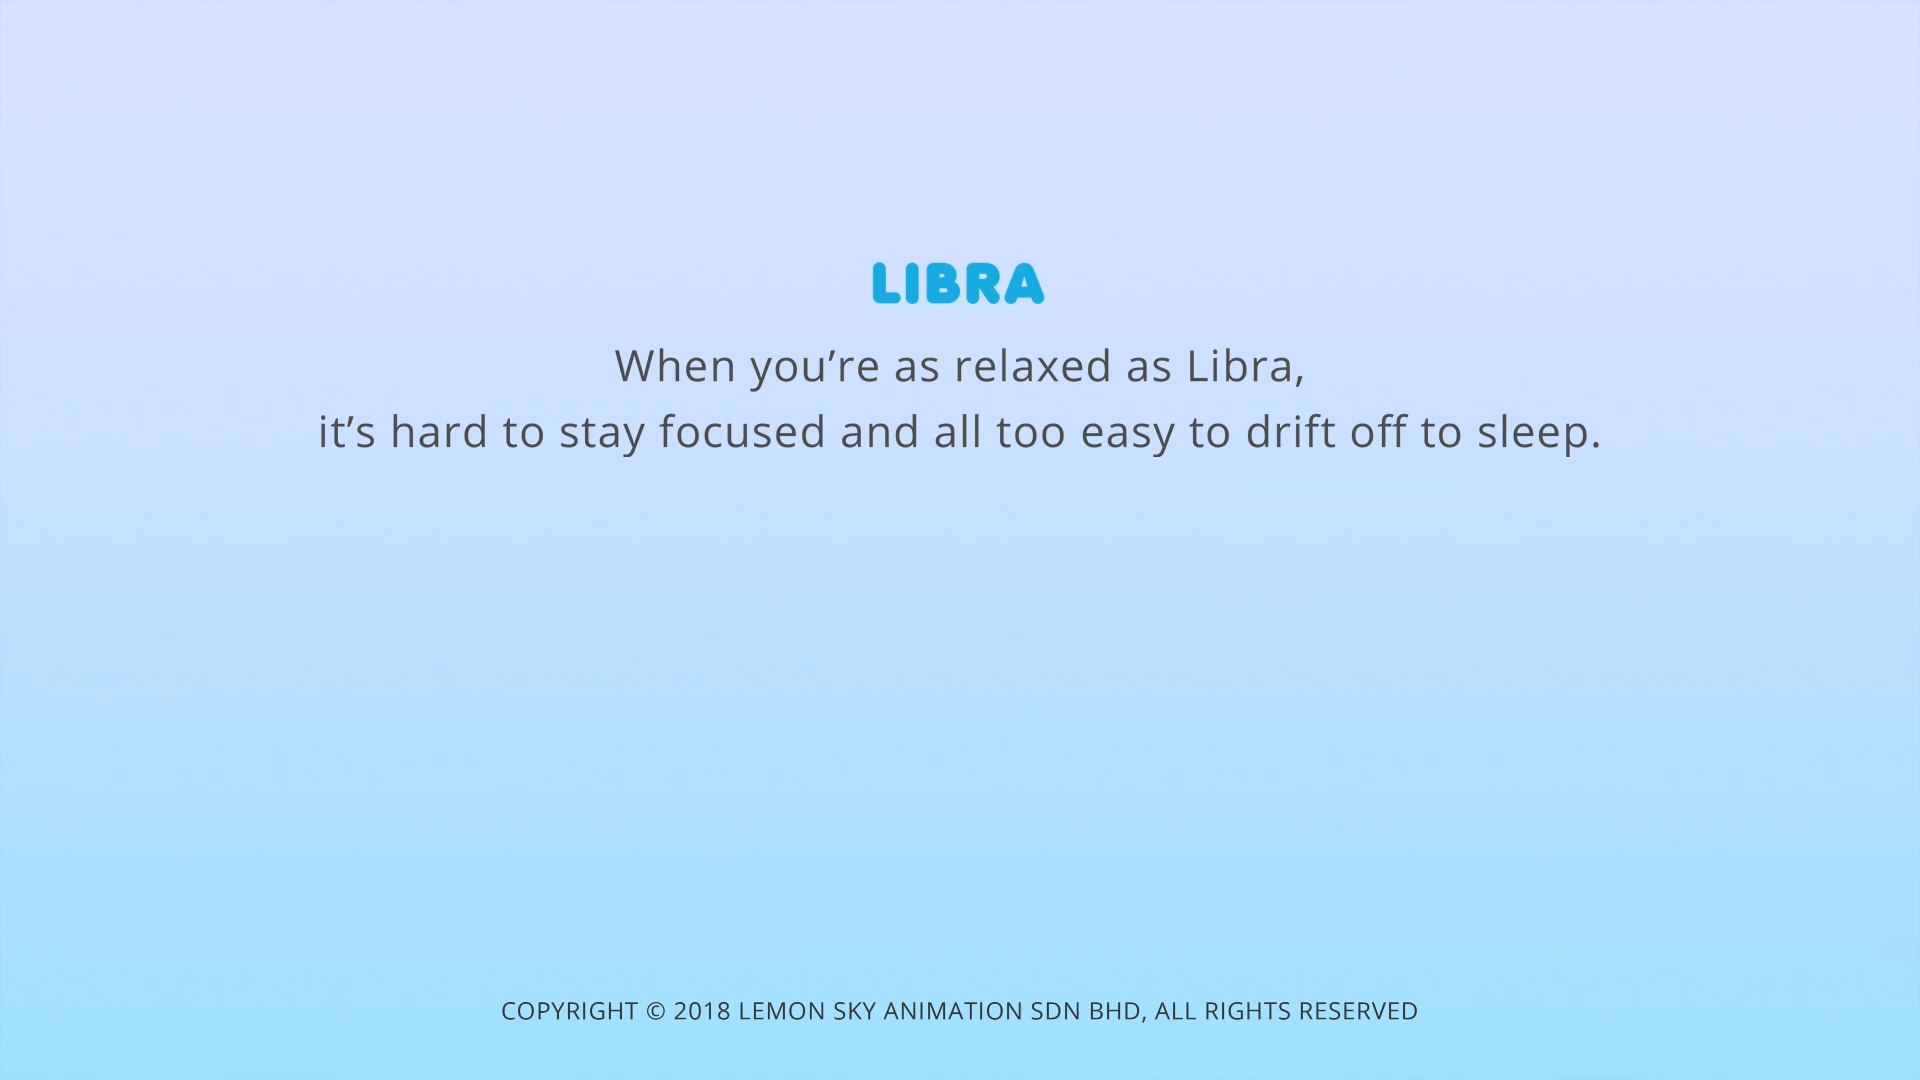 LIBRA
When you’re as relaxed as Libra,
it’s hard to stay focused and all too easy to drift off to sleep.
COPYRIGHT © 2018 LEMON SKY ANIMATION SDN BHD, ALL RIGHTS RESERVED